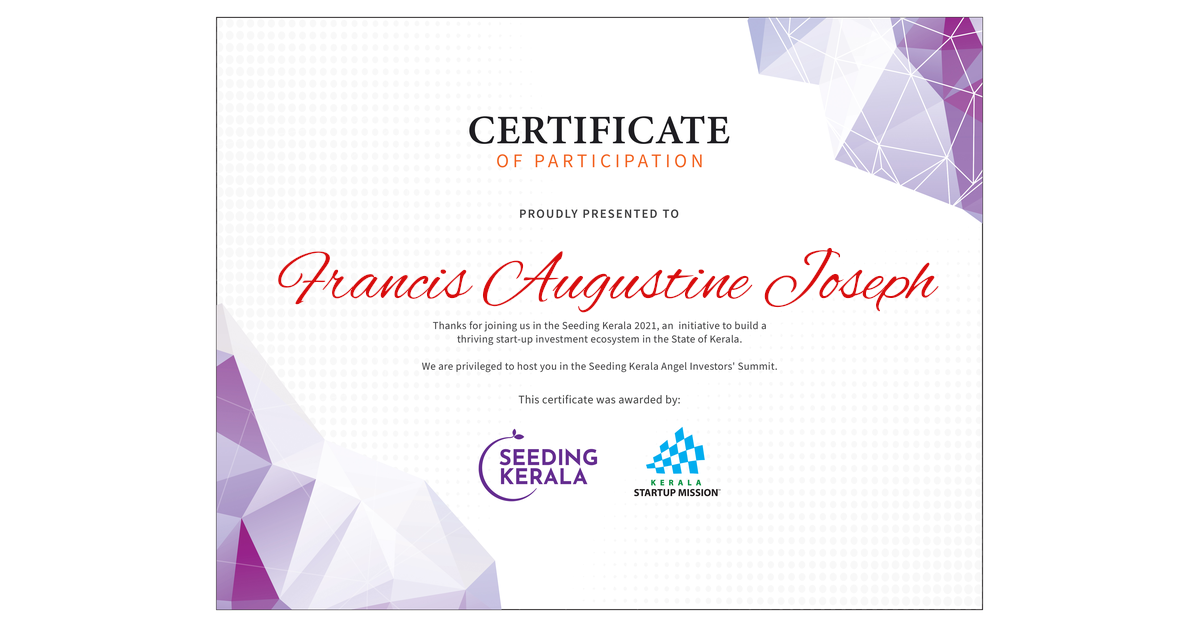 CERTIFICATE
OF PARTICIPATION
PROUDLY PRESENTED TO
Francis Augustine Joseph
Thanks for joining us in the Seeding Kerala 2021, an initiative to build a
thriving start-up investment ecosystem in the State of Kerala.
We are privileged to host you in the Seeding Kerala Angel Investors' Summit.
This certificate was awarded by:
SEEDING
KERALA
KERALA
STARTUP MISSION